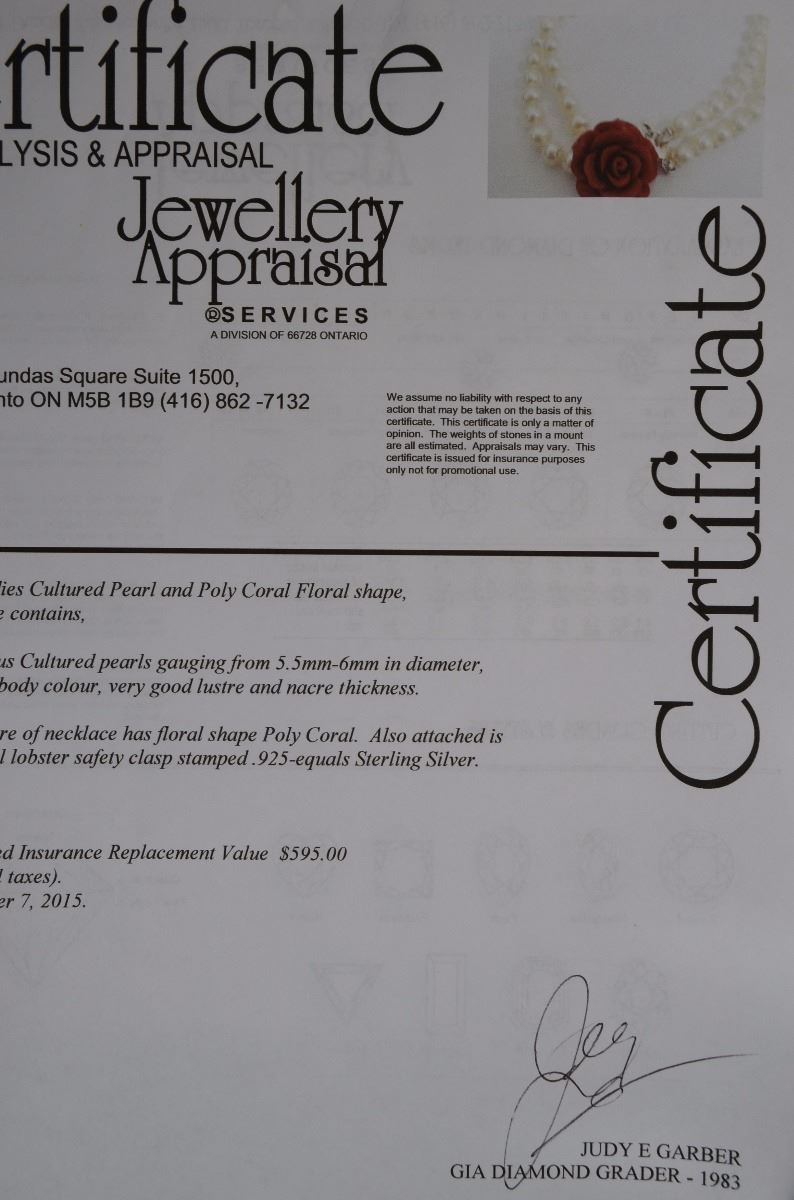 rtificate
LYSIS & APPRAISAL
Jewellery
Appraisal
®SERVICES
A DIVISION OF 66728 ONTARIO
undas Square Suite 1500,
nto ON M5B 1B9 (416) 862 -7132
We assume no liability with respect to any
action that may be taken on the basis of this
certificate. This certificate is only a matter of
opinion. The weights of stones in a mount
are all estimated. Appraisals may vary. This
certificate is issued for insurance purposes
only not for promotional use.
Certificate
dies Cultured Pearl and Poly Coral Floral shape,
e contains,
us Cultured pearls gauging from 5.5mm-6mm in diameter,
body colour, very good lustre and nacre thickness.
re of necklace has floral shape Poly Coral. Also attached is
l lobster safety clasp stamped .925-equals Sterling Silver.
ed Insurance Replacement Value $595.00
l taxes).
er 7, 2015.
JUDY E GARBER
GIA DIAMOND GRADER - 1983